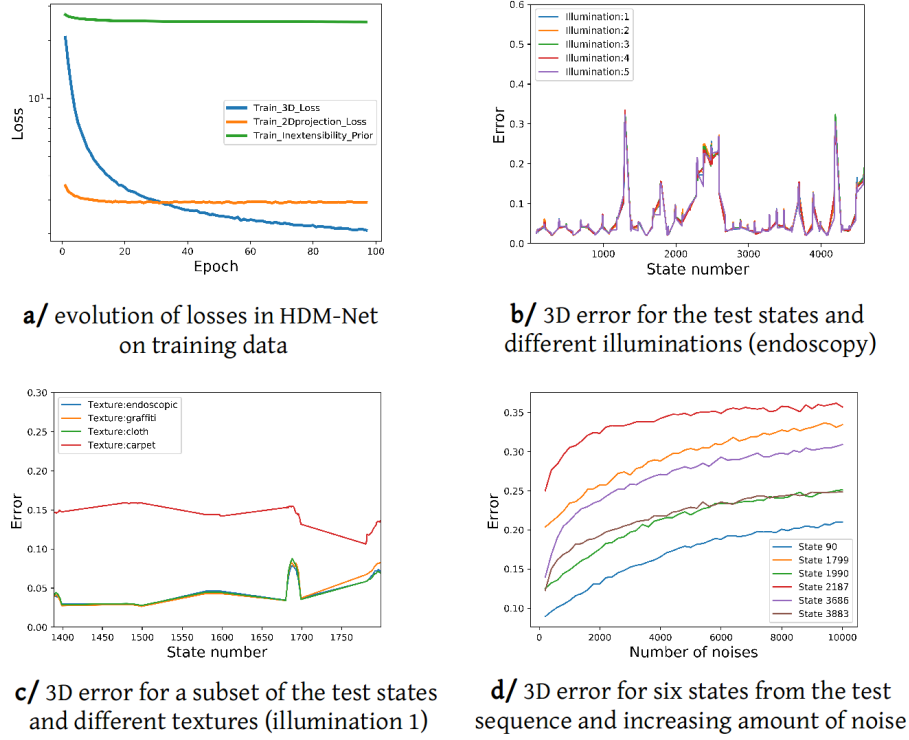 Loss
10¹
Train_3D_Loss
Train_2Dprojection_Loss
Train_Inextensibility_Prior
0 20 40 60 80 100
Epoch
a/ evolution of losses in HDM-Net
on training data
Error
0.6
0.5
0.4
0.3
0.2
0.1
0.0
Illumination:1
Illumination:2
Illumination:3
Illumination:4
Illumination:5
1000 2000 3000 4000
State number
b/ 3D error for the test states and
different illuminations (endoscopy)
Error
0.30
0.25
0.20
0.15
0.10
0.05
0.00
Texture:endoscopic
Texture:graffiti
Texture:cloth
Texture:carpet
1400 1450 1500 1550 1600 1650 1700 1750
State number
c/ 3D error for a subset of the test states
and different textures (illumination 1)
Error
0.35
0.30
0.25
0.20
0.15
0.10
State 90
State 1799
State 1990
State 2187
State 3686
State 3883
0 2000 4000 6000 8000 10000
Number of noises
d/ 3D error for six states from the test
sequence and increasing amount of noise